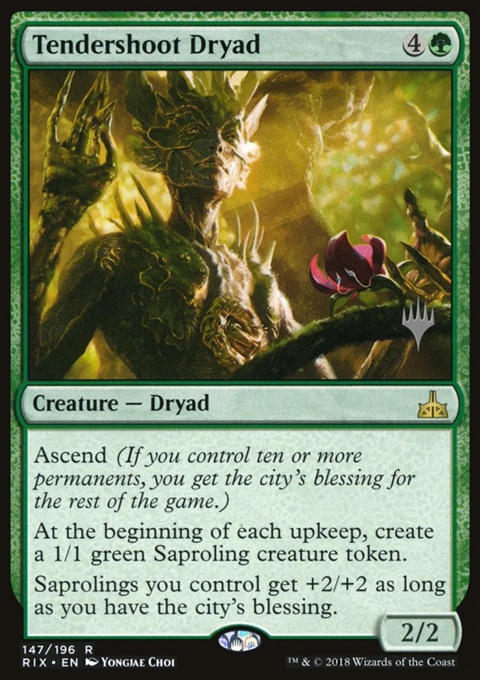 Tendershoot Dryad 4
Creature — Dryad
Ascend (If you control ten or more
permanents, you get the city's blessing for
the rest of the game.)
At the beginning of each upkeep, create
a 1/1 green Saproling creature token.
Saprolings you control get +2/+2 as long
as you have the city's blessing.
2/2
147/196 R
RIX • EN Yongjae Choi
™ & © 2018 Wizards of the Coast